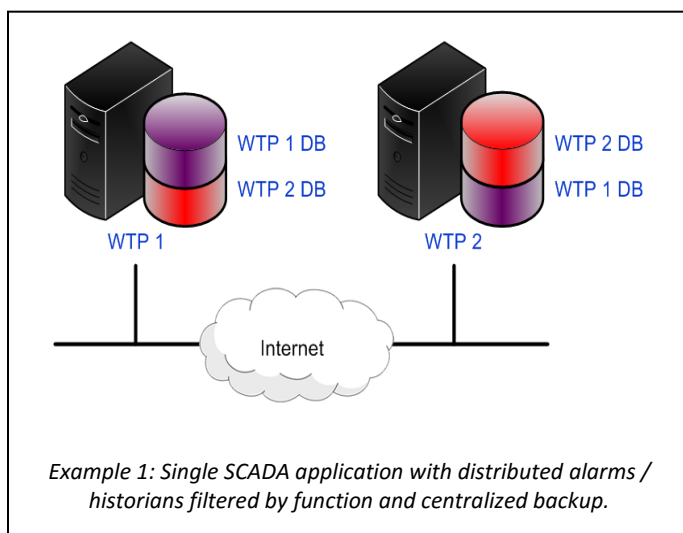 WTP 1 DB
WTP 2 DB
WTP 1
WTP 2 DB
WTP 1 DB
WTP 2
Internet
Example 1: Single SCADA application with distributed alarms /
historians filtered by function and centralized backup.